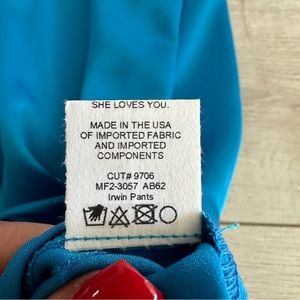 SHE LOVES YOU.
MADE IN THE USA
OF IMPORTED FABRIC
AND IMPORTED
COMPONENTS
CUT# 9706
MF2-3057 AB62
Irwin Pants